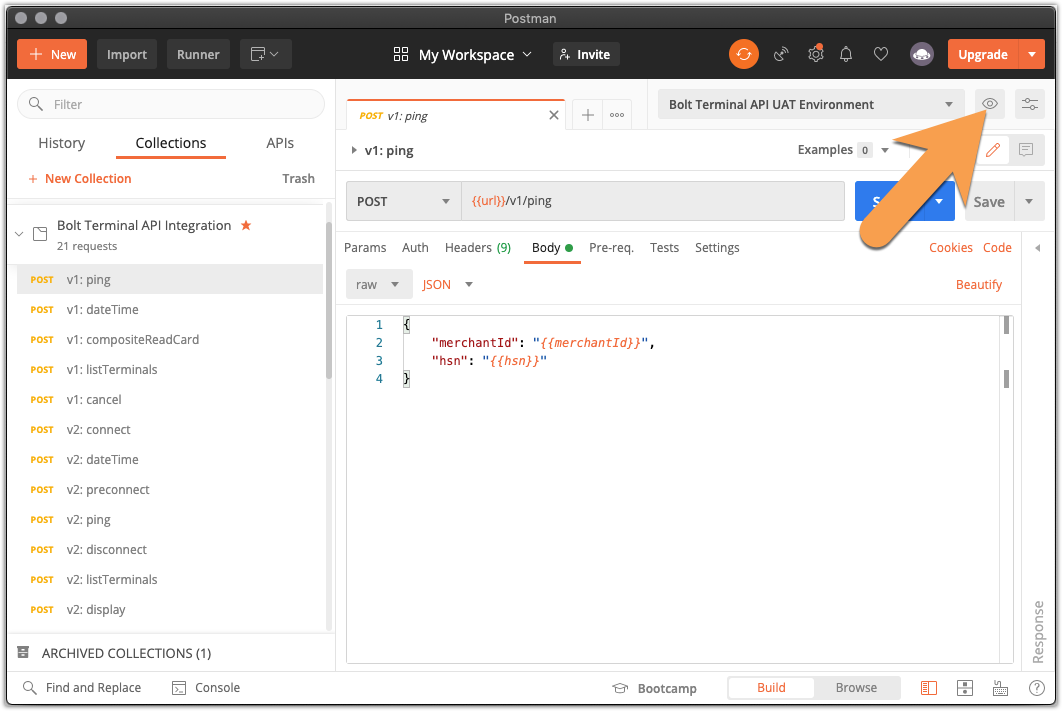 Postman
New
Import
Runner
My Workspace
Invite
Upgrade
Filter
History
Collections
APIs
New Collection
Trash
Bolt Terminal API Integration
21 requests
POST v1: ping
POST v1: dateTime
POST v1: compositeReadCard
POST v1: listTerminals
POST v1: cancel
POST v2: connect
POST v2: dateTime
POST v2: preconnect
POST v2: ping
POST v2: disconnect
POST v2: listTerminals
POST v2: display
ARCHIVED COLLECTIONS (1)
POST v1: ping
Bolt Terminal API UAT Environment
v1: ping
Examples 0
POST
{{url}}/v1/ping
Save
Params
Auth
Headers (9)
Body
Pre-req.
Tests
Settings
Cookies
Code
raw
JSON
Beautify
1 {
2 "merchantId": "{{merchantId}}",
3 "hsn": "{{hsn}}"
4 }
Response
Find and Replace
Console
Bootcamp
Build
Browse